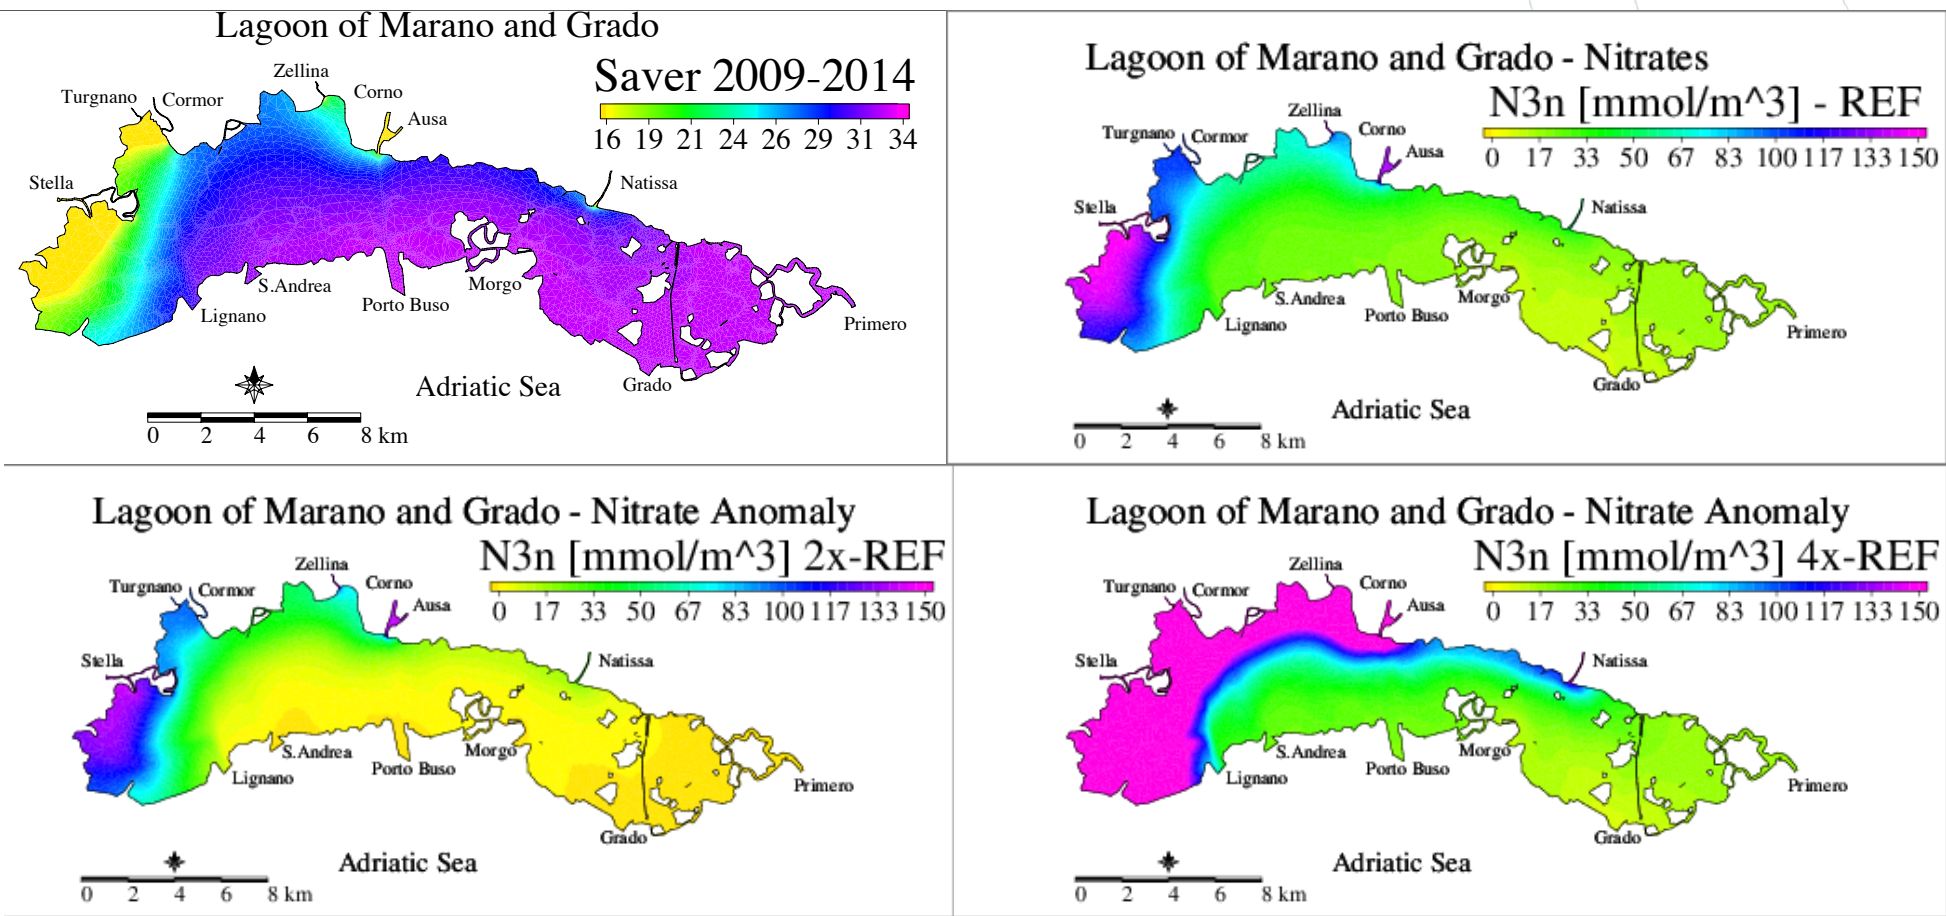 Lagoon of Marano and Grado
Saver 2009-2014
16 19 21 24 26 29 31 34
Zellina
Turgnano
Cormor
Corno
Ausa
Stella
Natissa
S.Andrea
Lignano
Porto Buso
Morgo
Primero
Grado
Adriatic Sea
0 2 4 6 8 km
Lagoon of Marano and Grado - Nitrates
N3n [mmol/m^3] - REF
0 17 33 50 67 83 100 117 133 150
Zellina
Turgnano
Cormor
Corno
Ausa
Stella
Natissa
S.Andrea
Lignano
Porto Buso
Morgo
Primero
Grado
Adriatic Sea
0 2 4 6 8 km
Lagoon of Marano and Grado - Nitrate Anomaly
N3n [mmol/m^3] 2x-REF
0 17 33 50 67 83 100 117 133 150
Zellina
Turgnano
Cormor
Corno
Ausa
Stella
Natissa
S.Andrea
Lignano
Porto Buso
Morgo
Primero
Grado
Adriatic Sea
0 2 4 6 8 km
Lagoon of Marano and Grado - Nitrate Anomaly
N3n [mmol/m^3] 4x-REF
0 17 33 50 67 83 100 117 133 150
Zellina
Turgnano
Cormor
Corno
Ausa
Stella
Natissa
S.Andrea
Lignano
Porto Buso
Morgo
Primero
Grado
Adriatic Sea
0 2 4 6 8 km